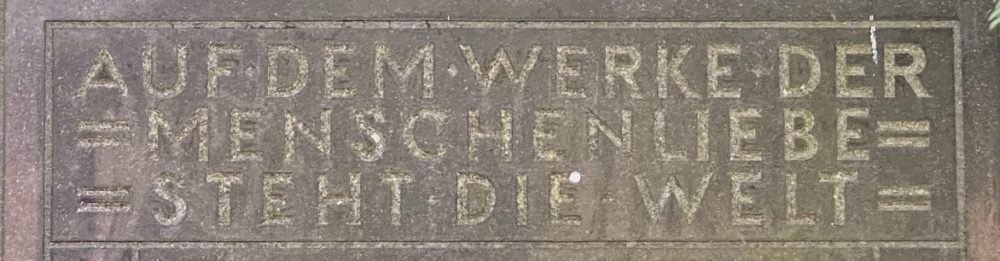 AUF·DEM·WERKE·DER
=MENSCHENLIEBE=
=STEHT·DIE·WELT=